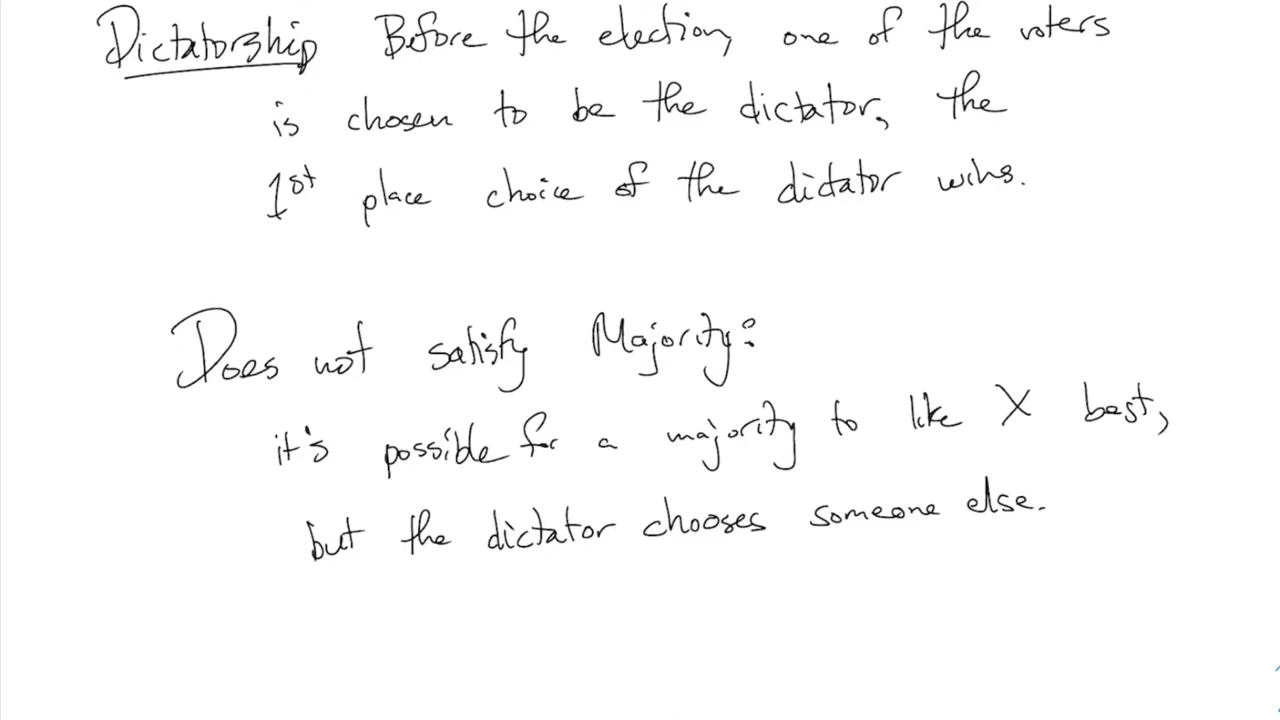 Dictatorship Before the election, one of the voters
is chosen to be the dictator, the
1st place choice of the dictator wins.
Does not satisfy Majority:
it's possible for a majority to like X best,
but the dictator chooses someone else.